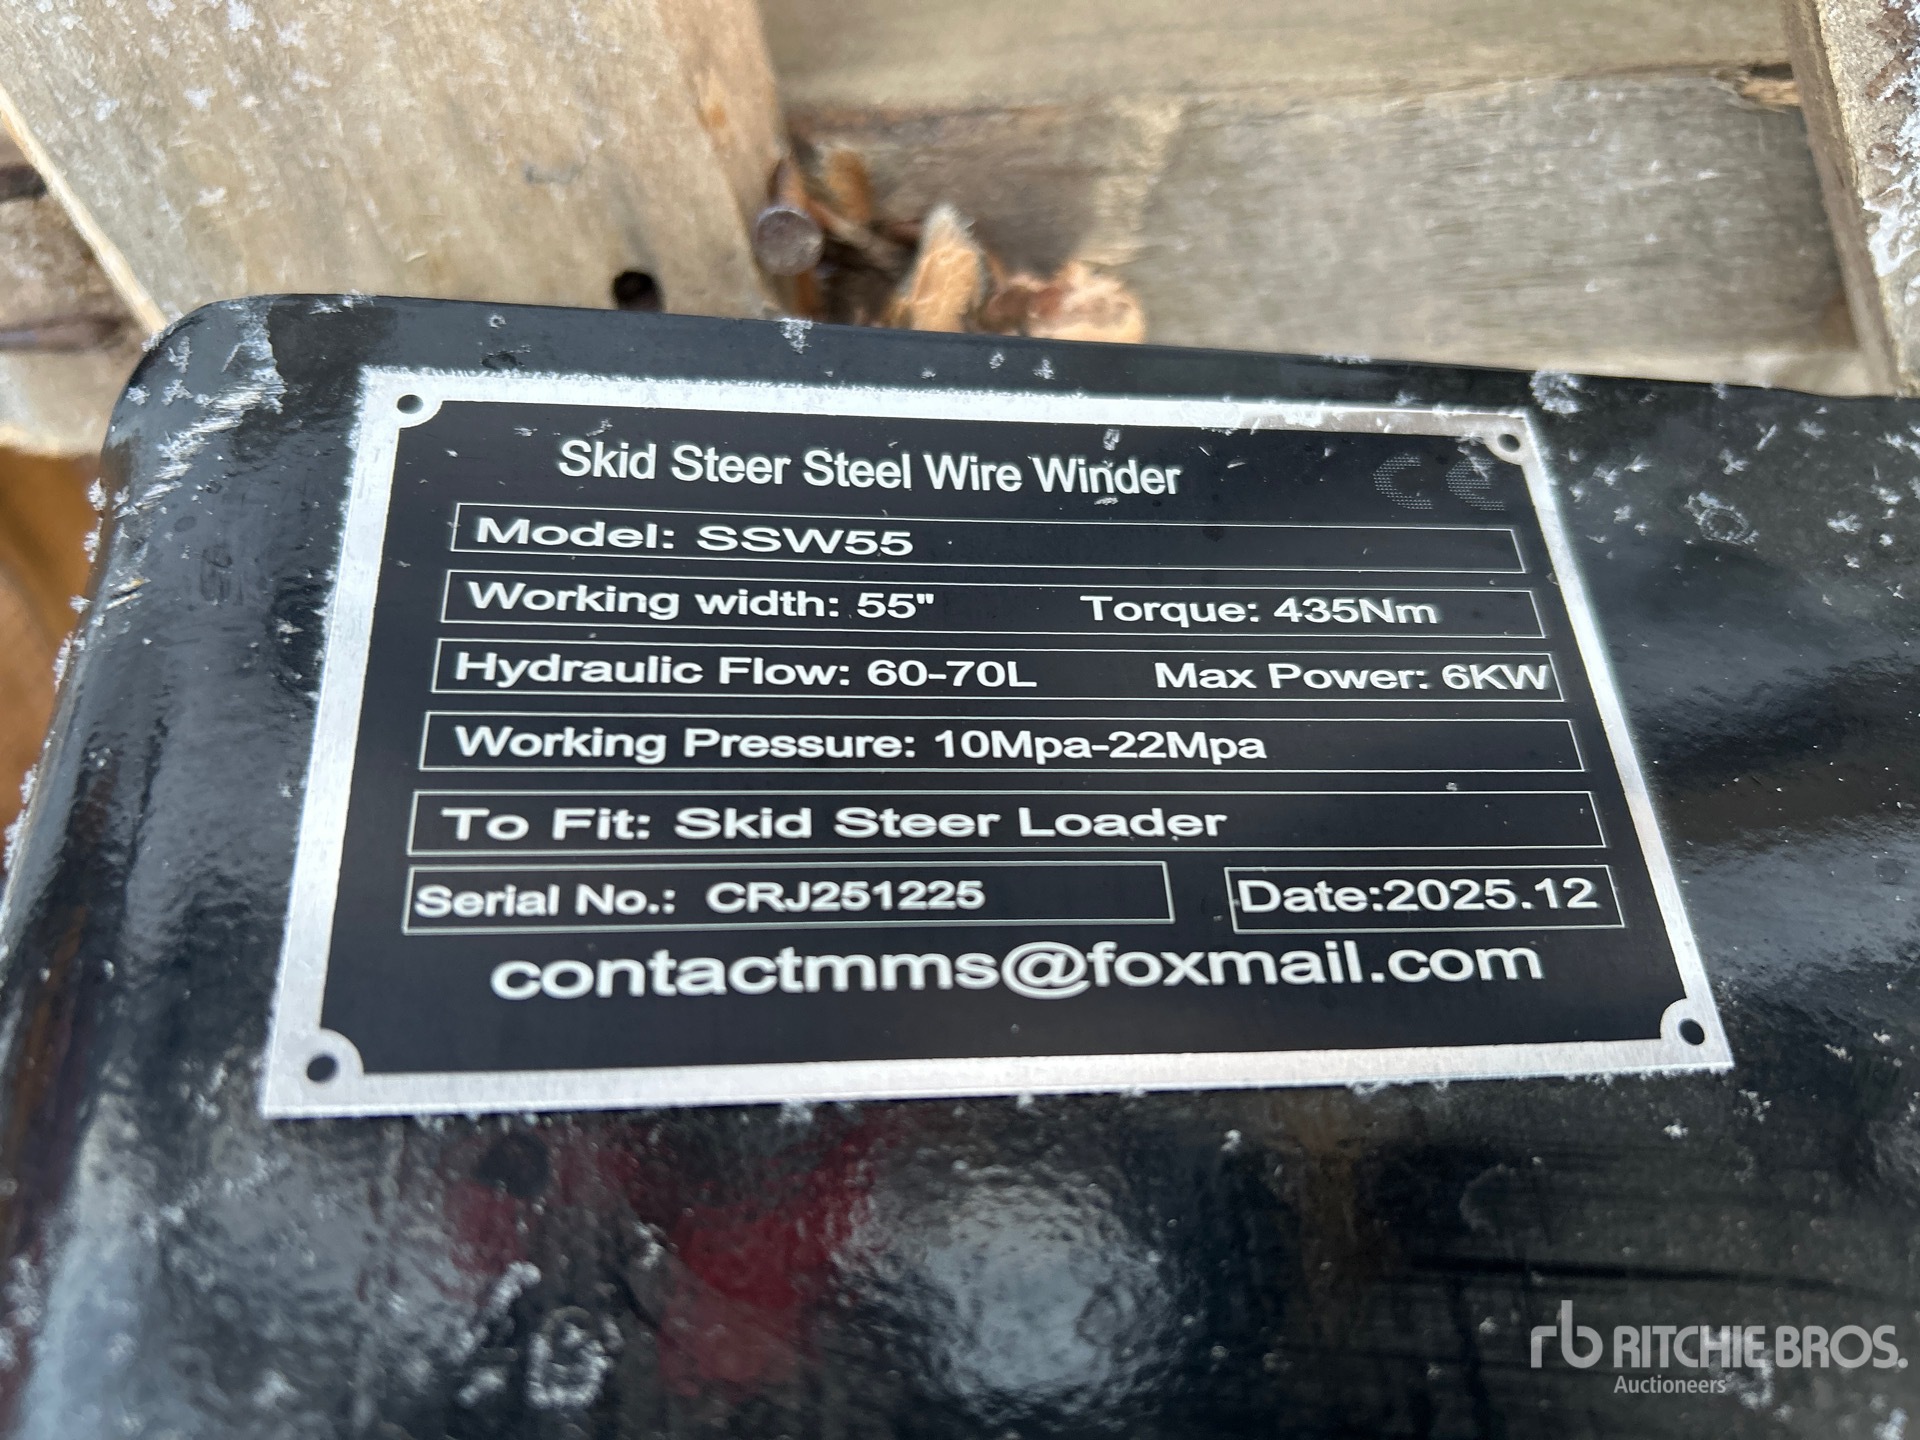 Skid Steer Steel Wire Winder
CE
Model: SSW55
Working width: 55" Torque: 435Nm
Hydraulic Flow: 60-70L Max Power: 6KW
Working Pressure: 10Mpa-22Mpa
To Fit: Skid Steer Loader
Serial No.: CRJ251225 Date:2025.12
contactmms@foxmail.com
rb RITCHIE BROS.
Auctioneers